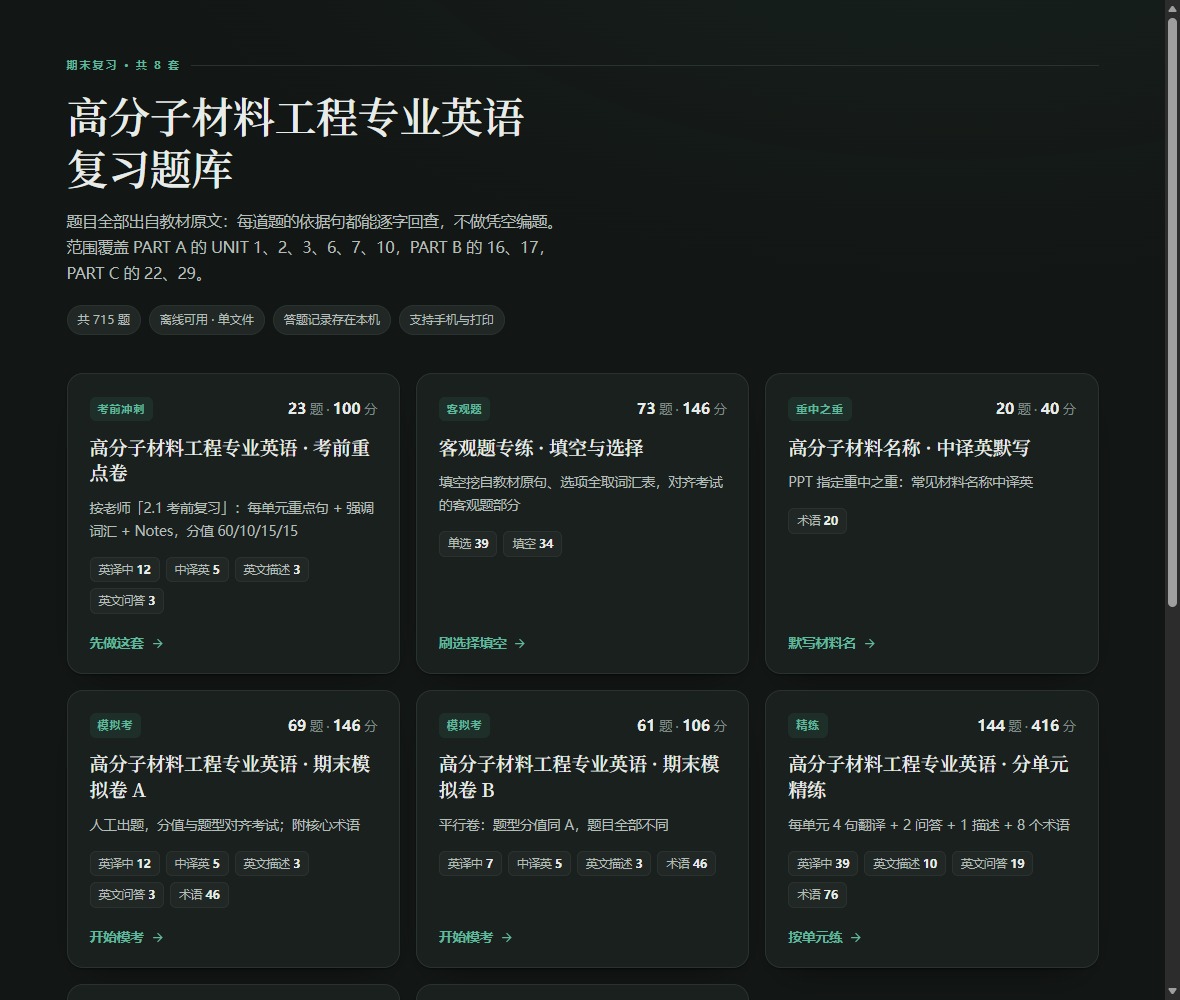 期末复习 · 共 8 套
高分子材料工程专业英语
复习题库
题目全部出自教材原文：每道题的依据句都能逐字回查，不做凭空编题。
范围覆盖 PART A 的 UNIT 1、2、3、6、7、10，PART B 的 16、17，
PART C 的 22、29。
共 715 题
离线可用 · 单文件
答题记录存在本机
支持手机与打印
考前冲刺
23 题 · 100 分
高分子材料工程专业英语 · 考前重
点卷
按老师「2.1 考前复习」：每单元重点句 + 强调
词汇 + Notes，分值 60/10/15/15
英译中 12
中译英 5
英文描述 3
英文问答 3
先做这套 →
客观题
73 题 · 146 分
客观题专练 · 填空与选择
填空挖自教材原句、选项全取词汇表，对齐考试
的客观题部分
单选 39
填空 34
刷选择填空 →
重中之重
20 题 · 40 分
高分子材料名称 · 中译英默写
PPT 指定重中之重：常见材料名称中译英
术语 20
默写材料名 →
模拟考
69 题 · 146 分
高分子材料工程专业英语 · 期末模
拟卷 A
人工出题，分值与题型对齐考试；附核心术语
英译中 12
中译英 5
英文描述 3
英文问答 3
术语 46
开始模考 →
模拟考
61 题 · 106 分
高分子材料工程专业英语 · 期末模
拟卷 B
平行卷：题型分值同 A，题目全部不同
英译中 7
中译英 5
英文描述 3
术语 46
开始模考 →
精练
144 题 · 416 分
高分子材料工程专业英语 · 分单元
精练
每单元 4 句翻译 + 2 问答 + 1 描述 + 8 个术语
英译中 39
英文描述 10
英文问答 19
术语 76
按单元练 →